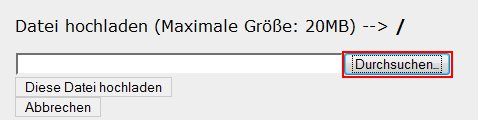 Datei hochladen (Maximale Größe: 20MB) --> /
Durchsuchen...
Diese Datei hochladen
Abbrechen